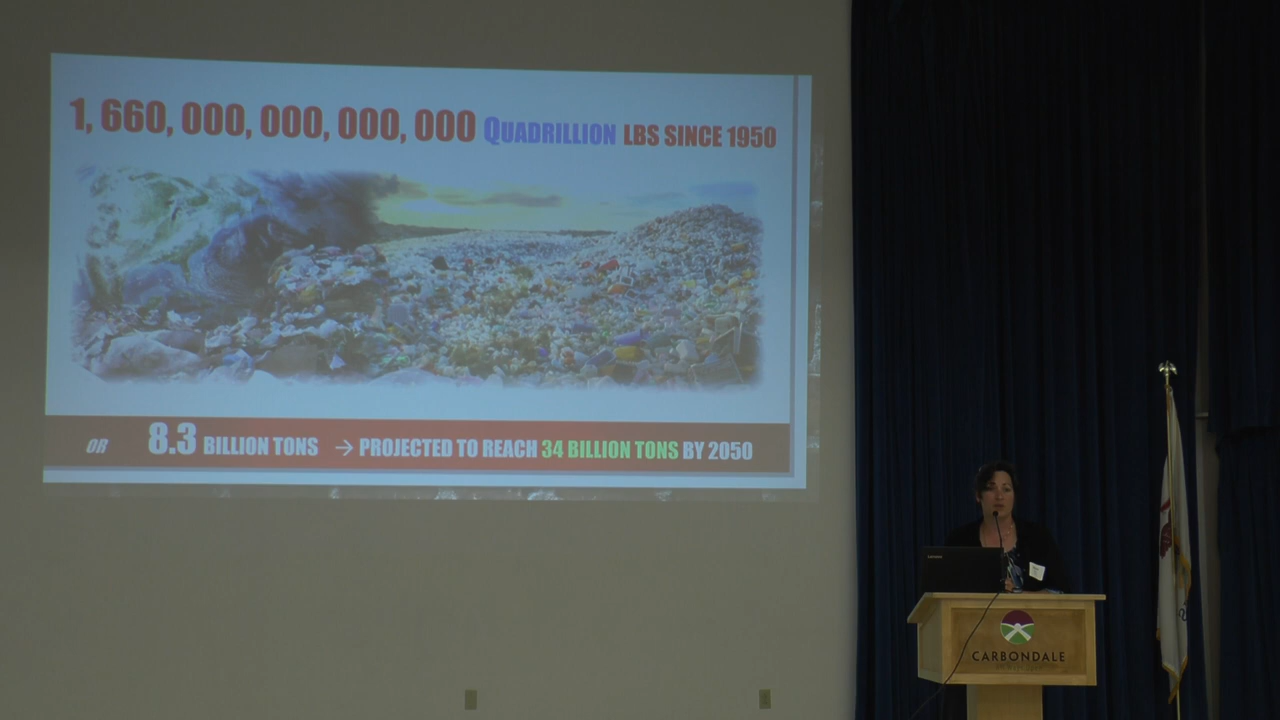 1, 660, 000, 000, 000, 000 QUADRILLION LBS SINCE 1950
OR 8.3 BILLION TONS → PROJECTED TO REACH 34 BILLION TONS BY 2050
CARBONDALE